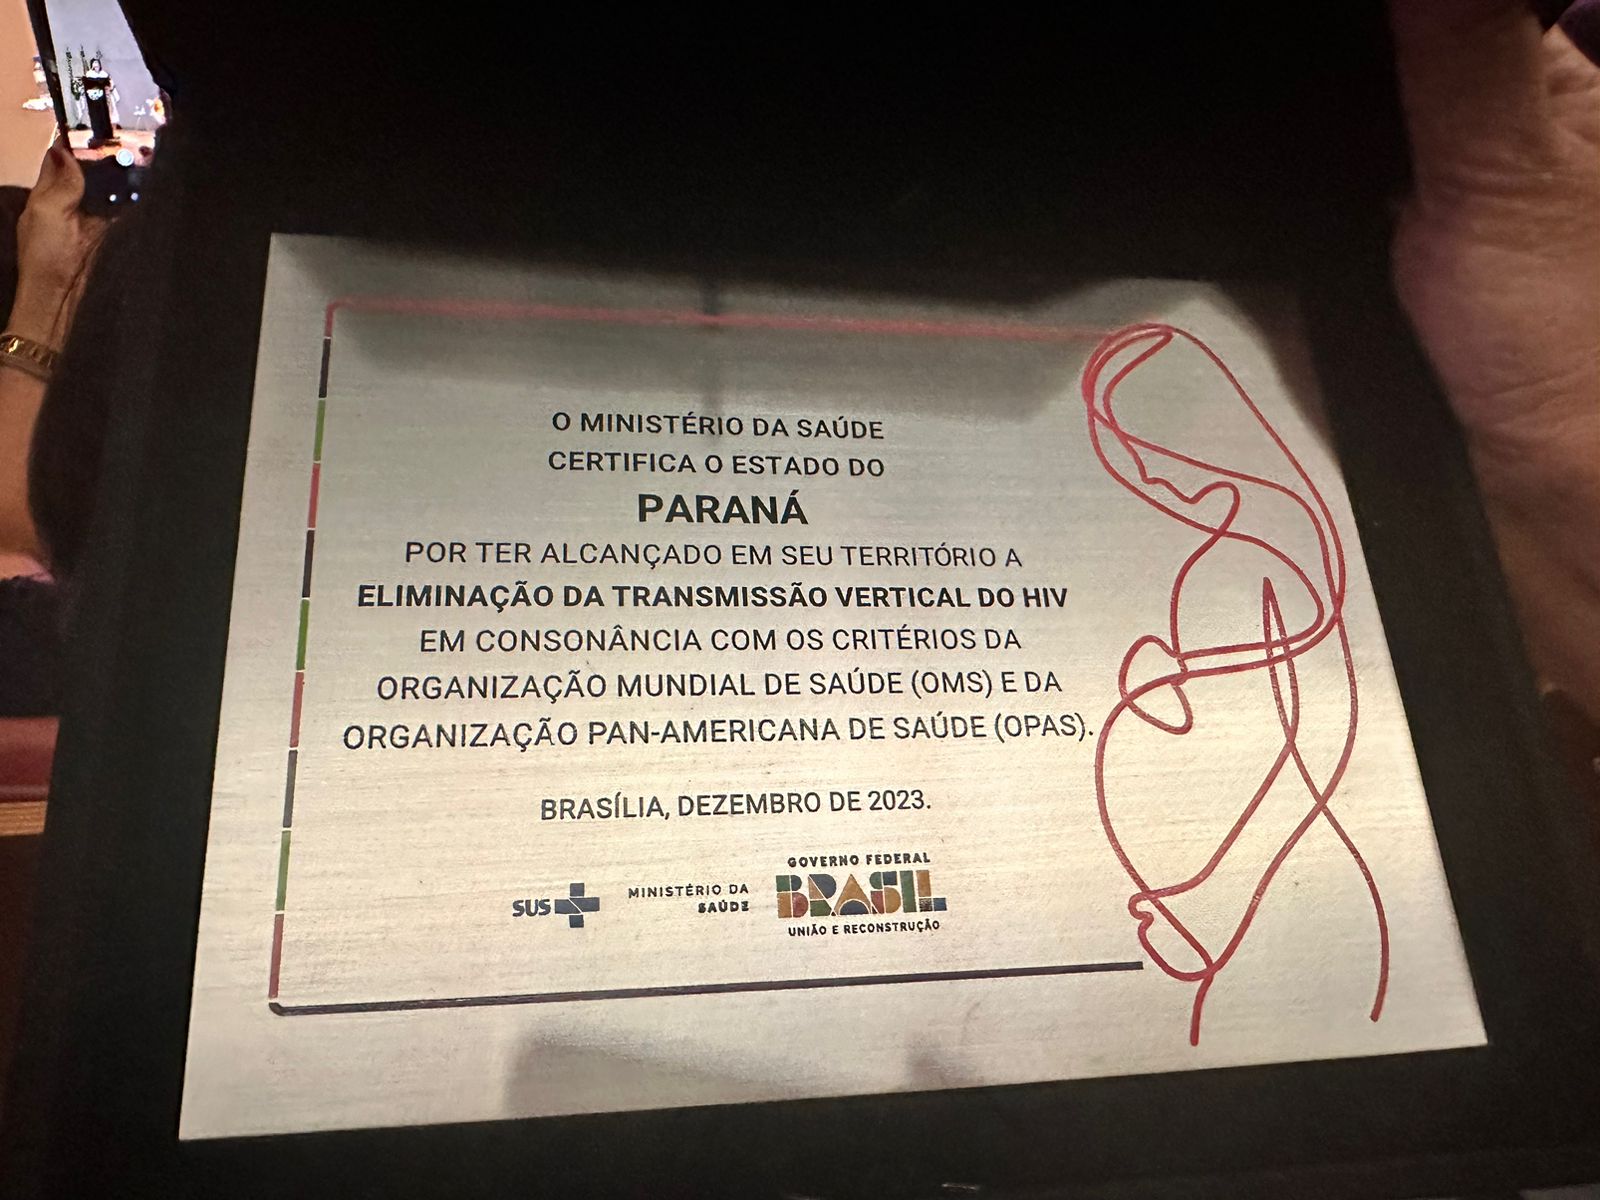 O MINISTÉRIO DA SAÚDE
CERTIFICA O ESTADO DO
PARANÁ
POR TER ALCANÇADO EM SEU TERRITÓRIO A
ELIMINAÇÃO DA TRANSMISSÃO VERTICAL DO HIV
EM CONSONÂNCIA COM OS CRITÉRIOS DA
ORGANIZAÇÃO MUNDIAL DE SAÚDE (OMS) E DA
ORGANIZAÇÃO PAN-AMERICANA DE SAÚDE (OPAS).
BRASÍLIA, DEZEMBRO DE 2023.
SUS
MINISTÉRIO DA
SAÚDE
GOVERNO FEDERAL
BRASIL
UNIÃO E RECONSTRUÇÃO